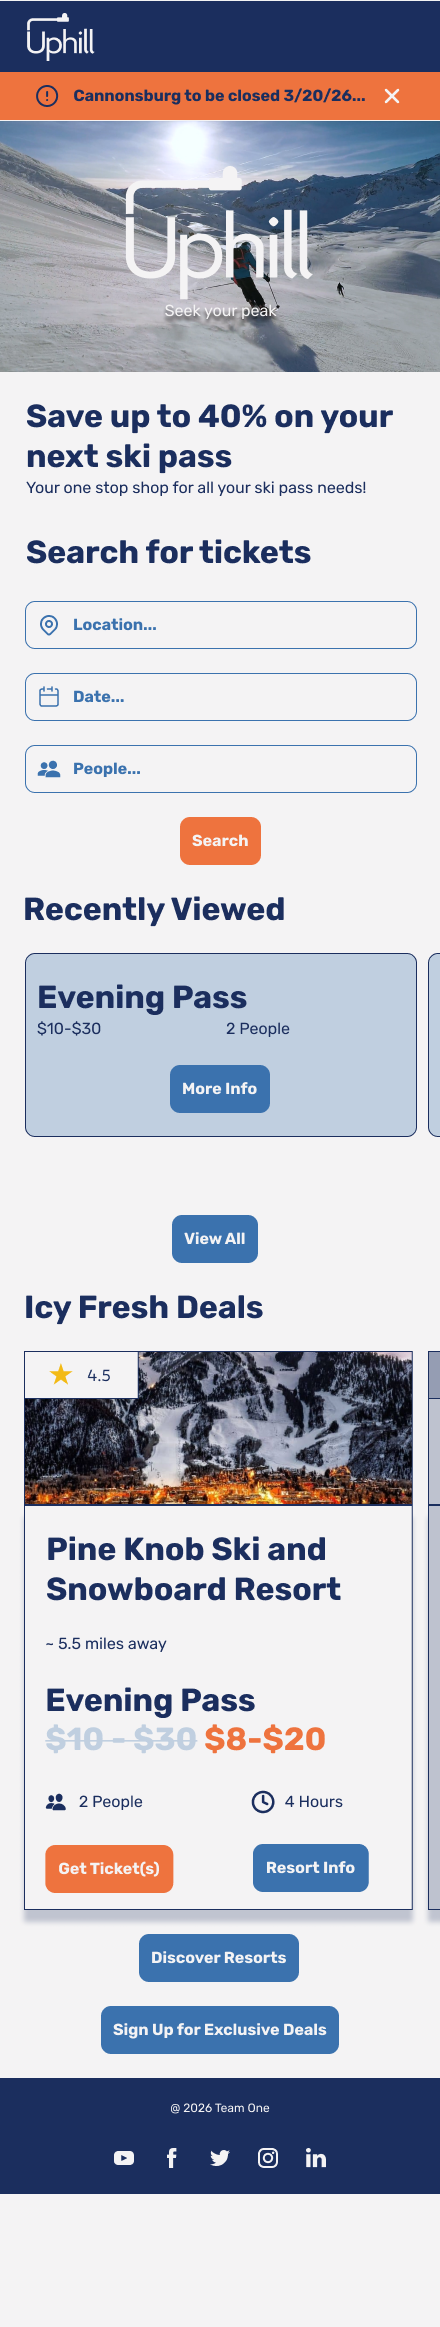 Uphill
Cannonsburg to be closed 3/20/26...
Uphill
Seek your peak
Save up to 40% on your
next ski pass
Your one stop shop for all your ski pass needs!
Search for tickets
Location...
Date...
People...
Search
Recently Viewed
Evening Pass
$10-$30 2 People
More Info
View All
Icy Fresh Deals
4.5
Pine Knob Ski and
Snowboard Resort
~ 5.5 miles away
Evening Pass
$10 - $30 $8-$20
2 People 4 Hours
Get Ticket(s) Resort Info
Discover Resorts
Sign Up for Exclusive Deals
@ 2026 Team One